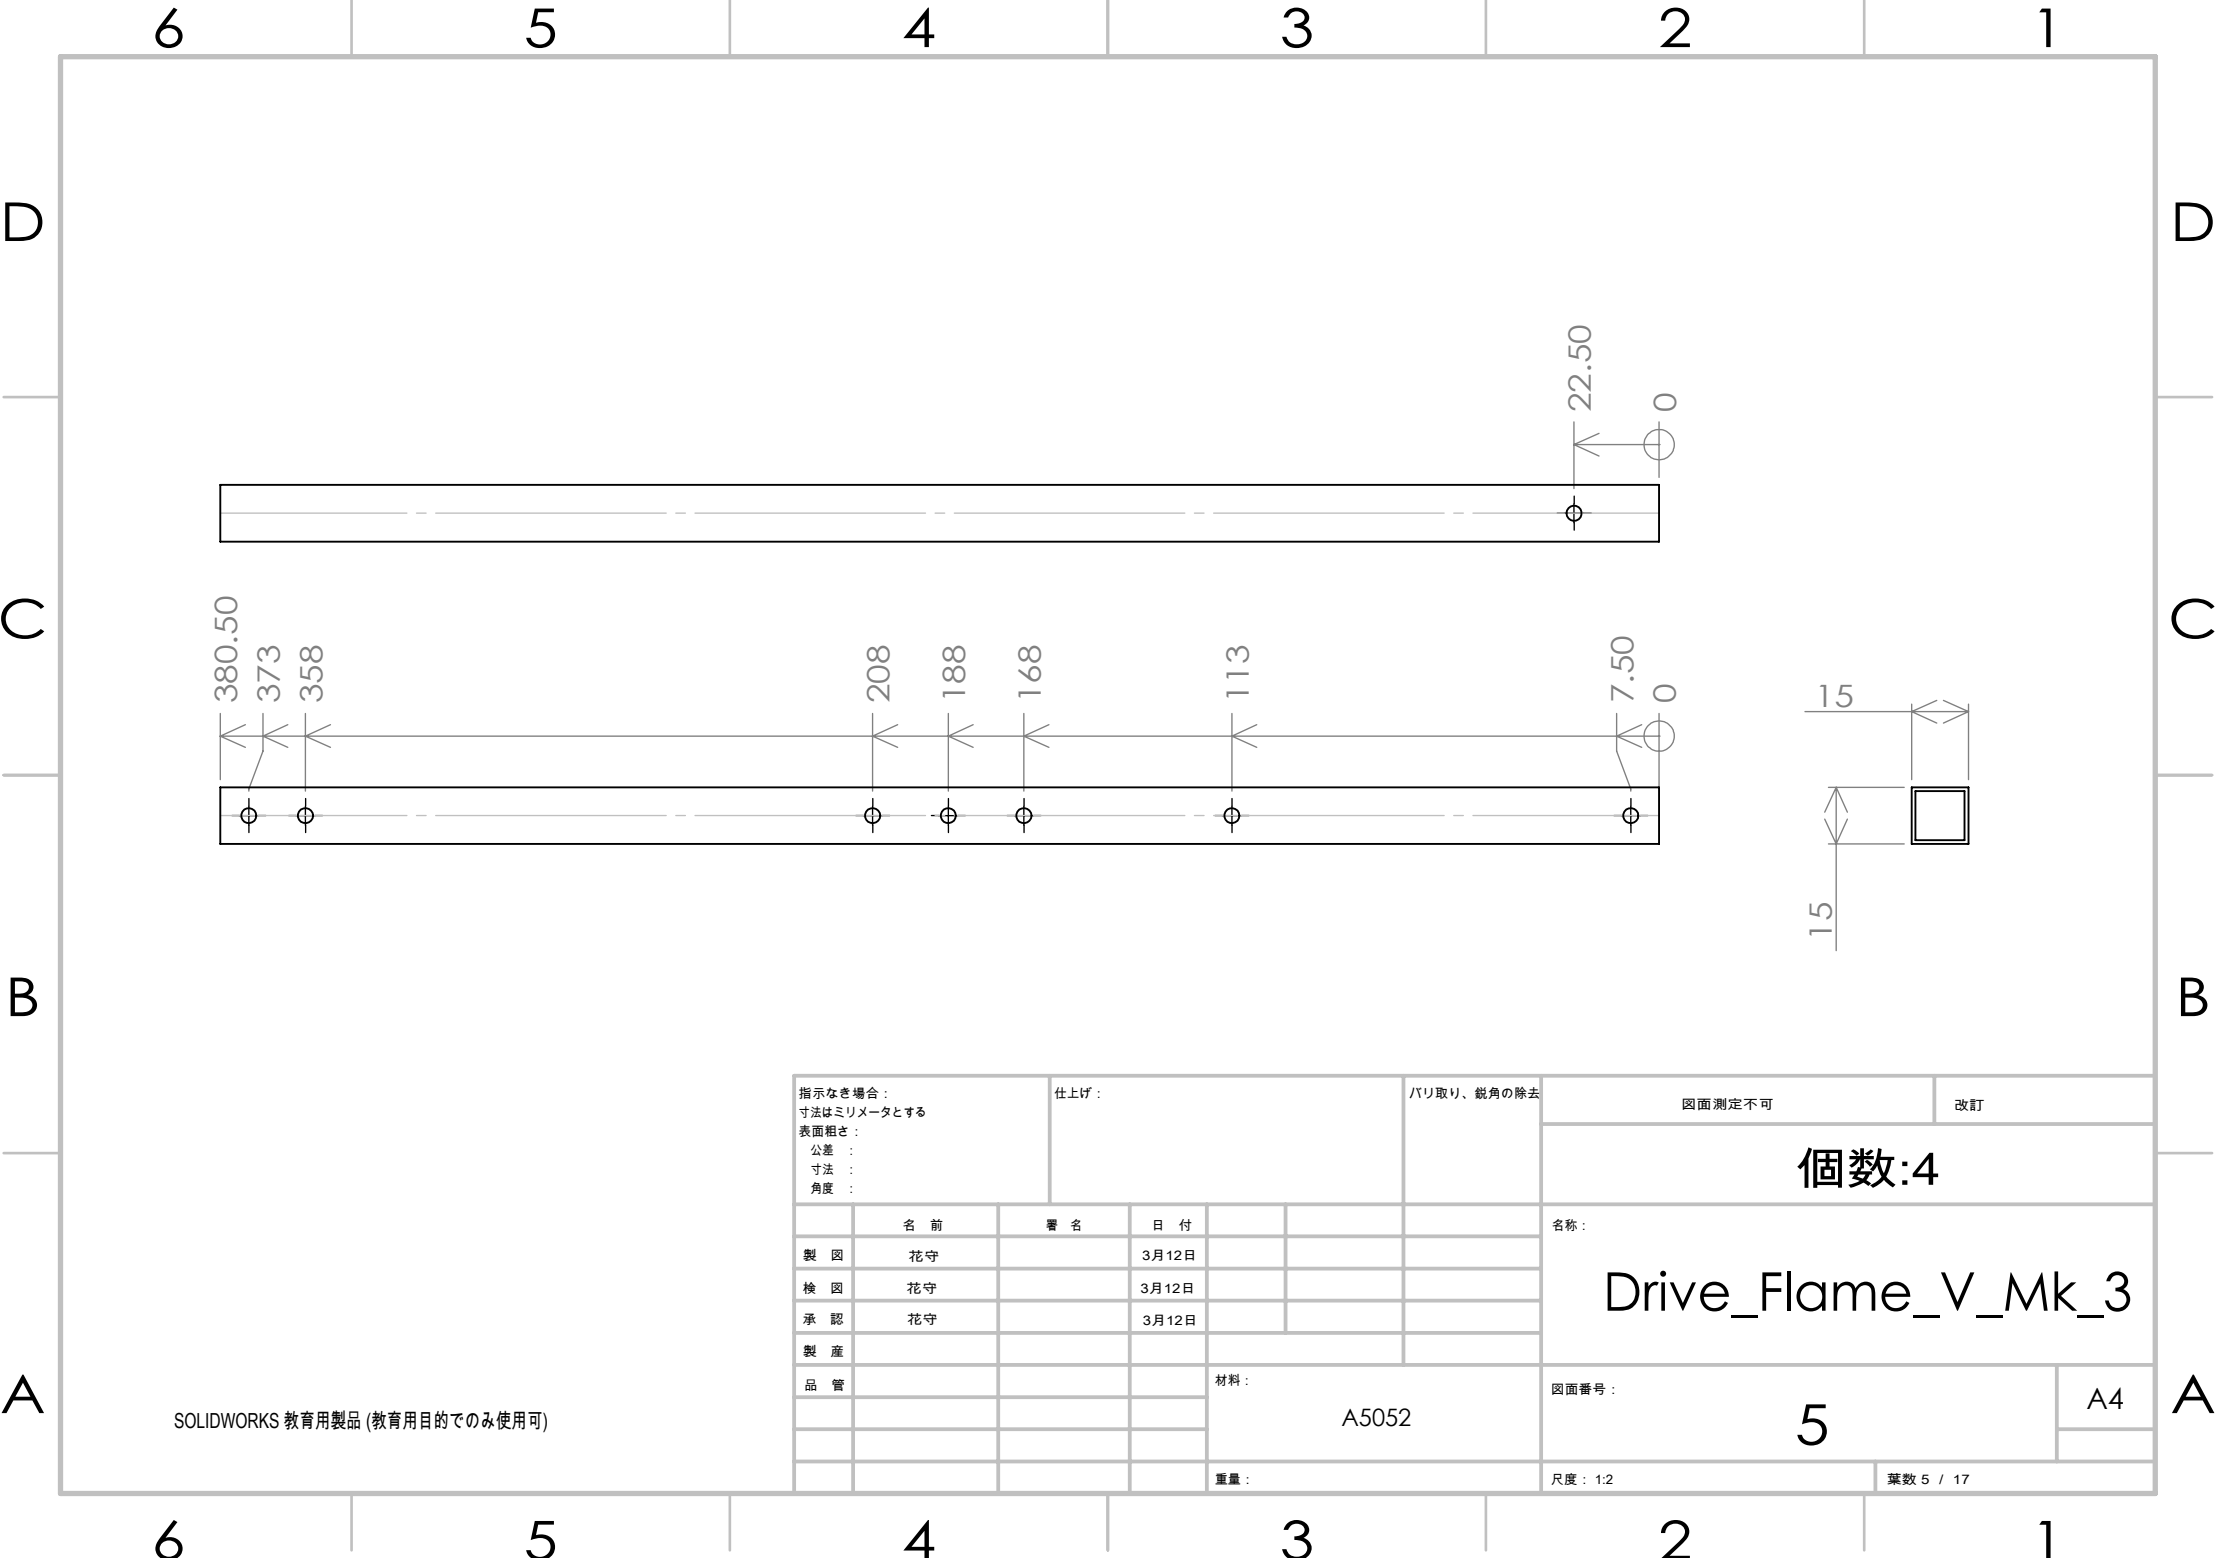 6 5 4 3 2 1
D D
22.50
0
C C
380.50
373
358
208
188
168
113
7.50
0
15
15
B B
指示なき場合：
寸法はミリメータとする
表面粗さ：
公差 ：
寸法 ：
角度 ：
仕上げ：
バリ取り、鋭角の除去
図面測定不可
改訂
個数:4
名 前 署 名 日 付
製 図 花守 3月12日
検 図 花守 3月12日
承 認 花守 3月12日
製 産
品 管
名称：
Drive_Flame_V_Mk_3
材料：
A5052
図面番号：
5
A4
A A
SOLIDWORKS 教育用製品 (教育用目的でのみ使用可)
重量：
尺度：1:2
葉数 5 / 17
6 5 4 3 2 1